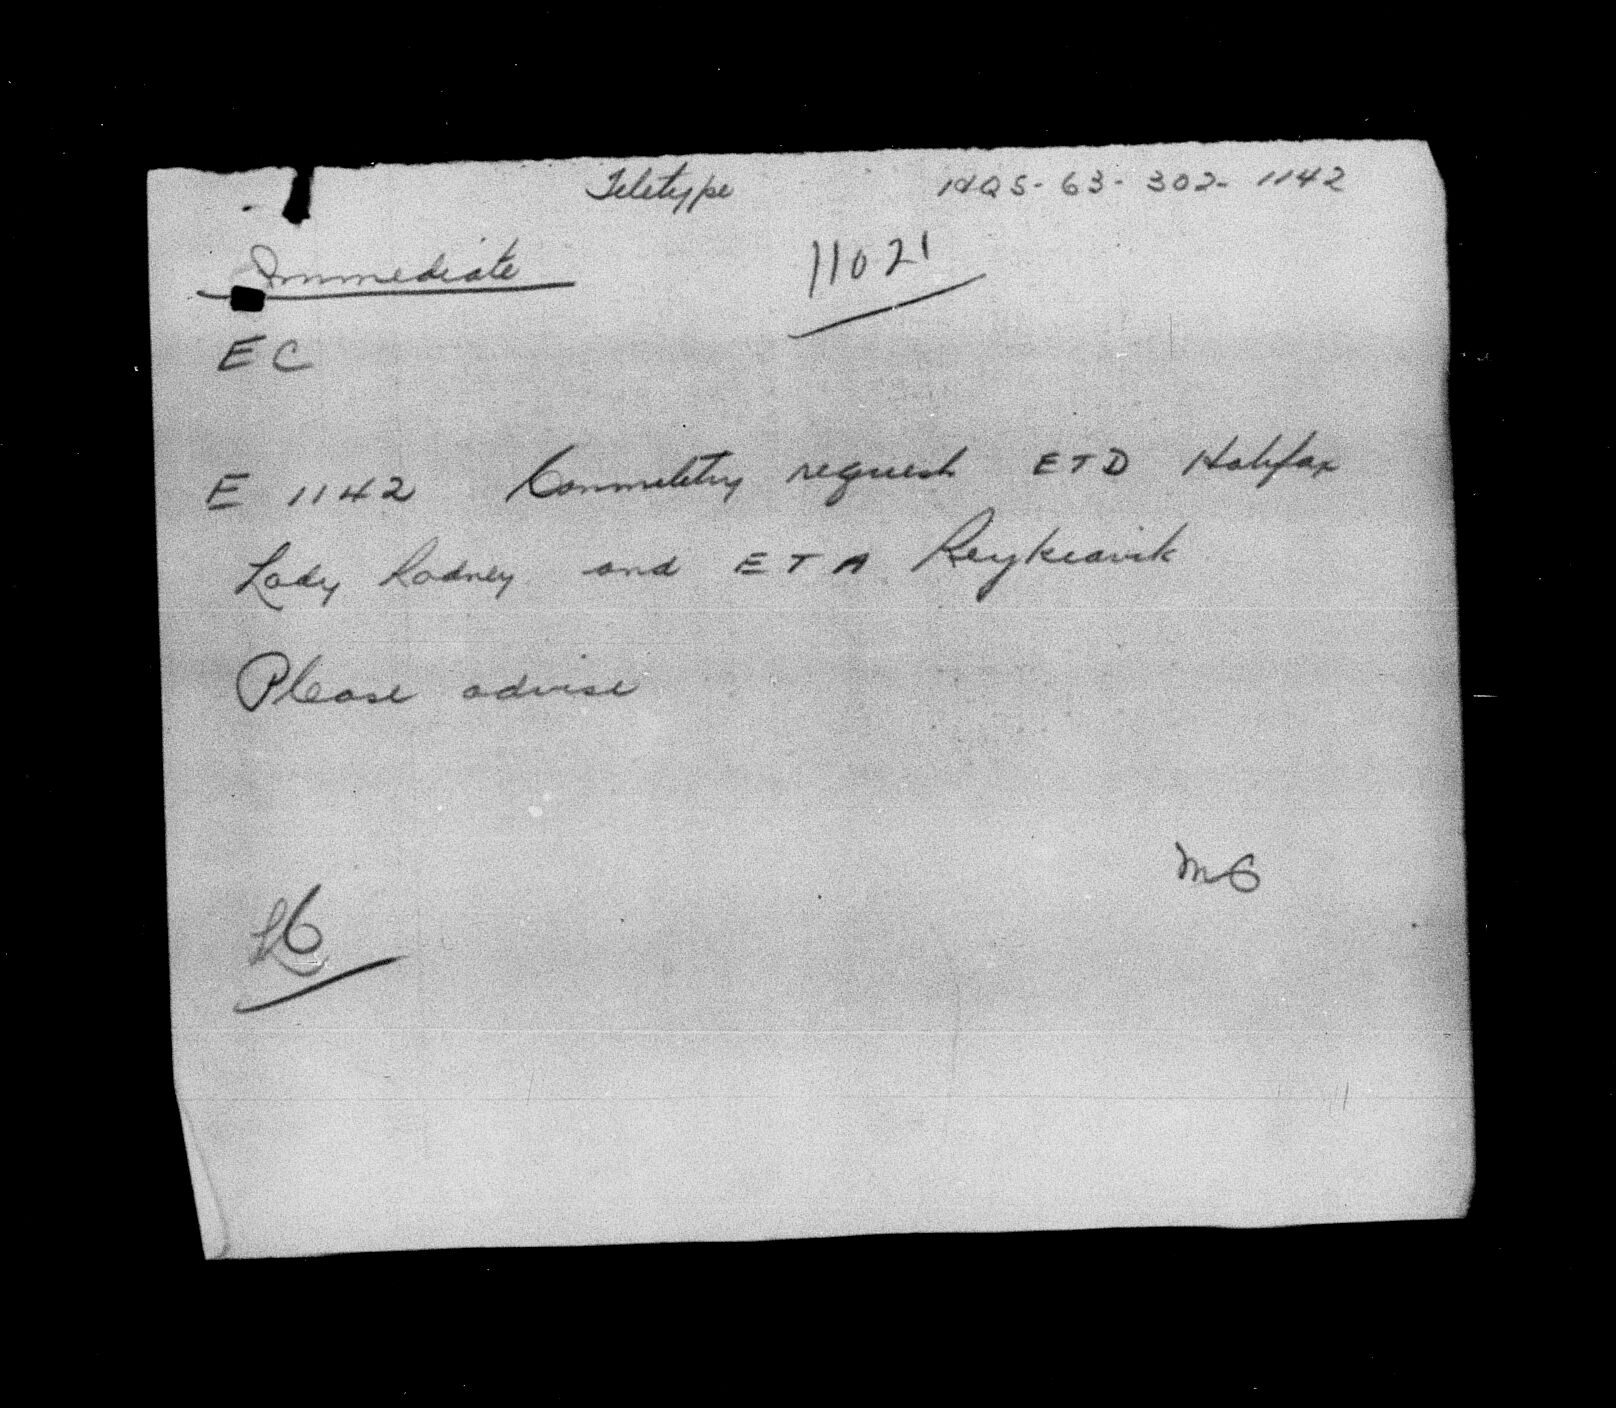 Teletype HQS-63-302-1142
Immediate 11021
EC
E 1142 Canmiltry request ETD Halifax
Lady Rodney and ETA Reykjavik
Please advise
MG